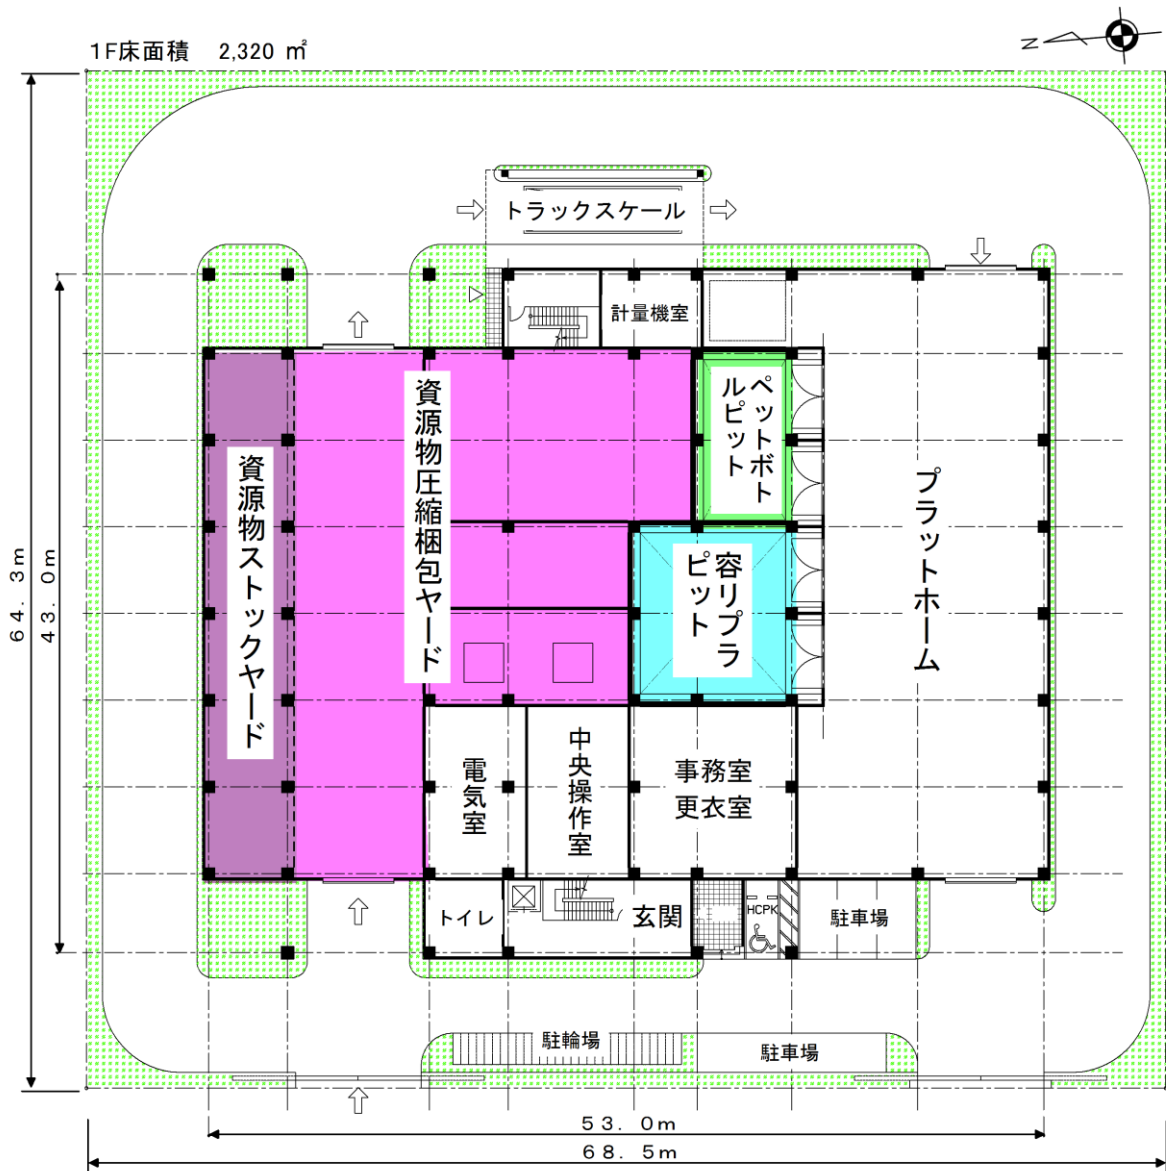 1F床面積 2,320 ㎡
N
トラックスケール
計量機室
ペットボト
ルピット
資源物圧縮梱包ヤード
資源物ストックヤード
容リプラ
ピット
プラットホーム
64.3m
43.0m
電気室
中央操作室
事務室
更衣室
トイレ
玄関
HCPK
駐車場
駐輪場
駐車場
53.0m
68.5m